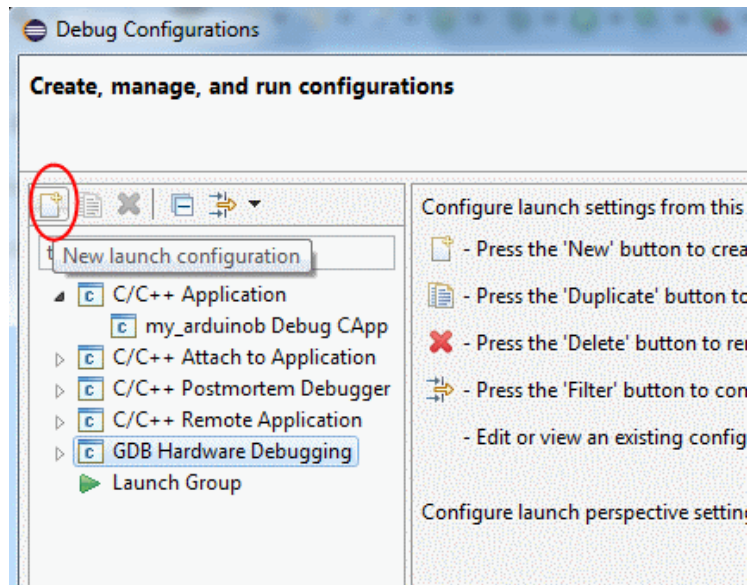 Debug Configurations
Create, manage, and run configurations
New launch configuration
C/C++ Application
my_arduinob Debug CApp
C/C++ Attach to Application
C/C++ Postmortem Debugger
C/C++ Remote Application
GDB Hardware Debugging
Launch Group
Configure launch settings from this
- Press the 'New' button to crea
- Press the 'Duplicate' button to
- Press the 'Delete' button to re
- Press the 'Filter' button to con
- Edit or view an existing config
Configure launch perspective setting